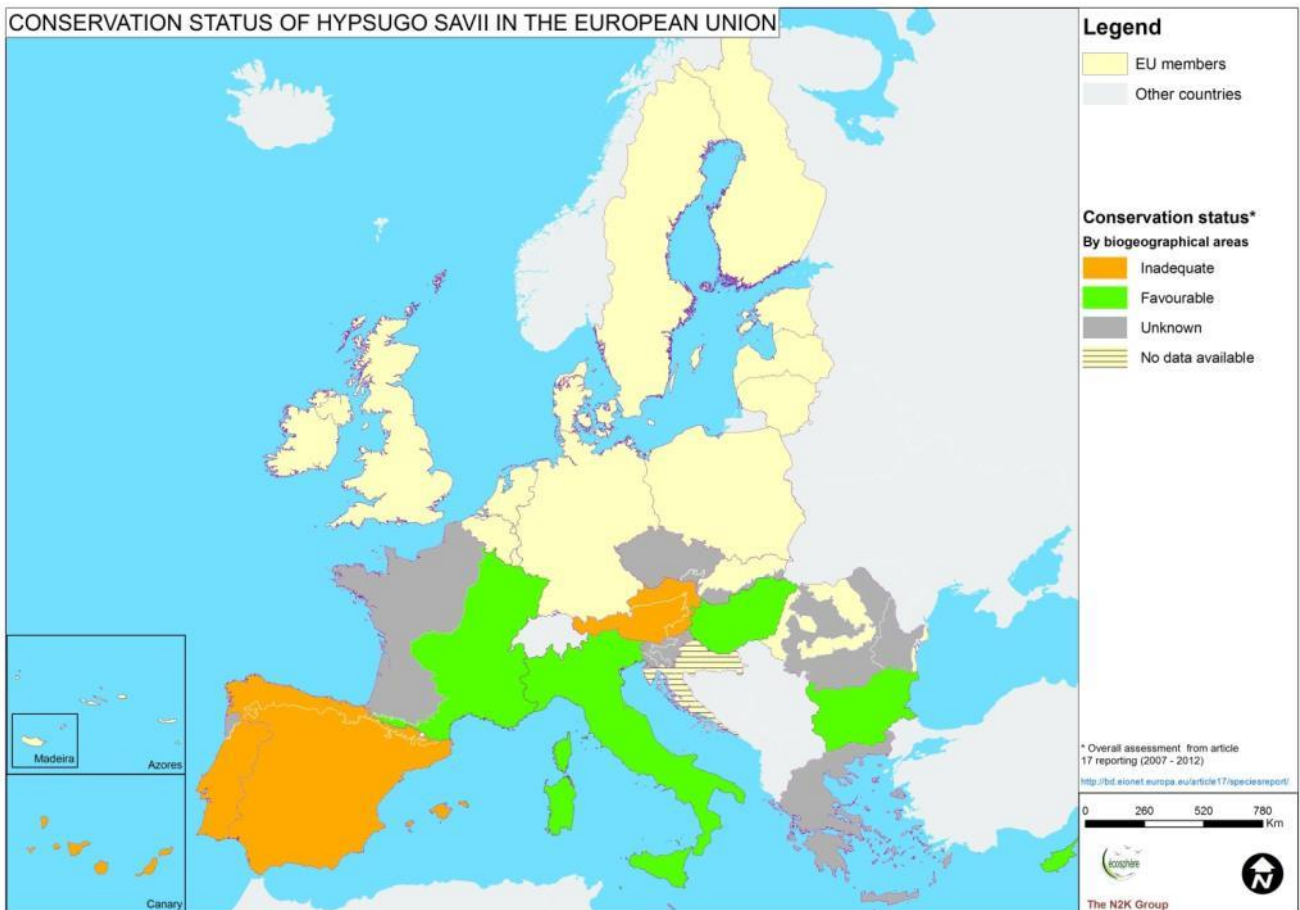 CONSERVATION STATUS OF HYPSUGO SAVII IN THE EUROPEAN UNION
Legend
EU members
Other countries
Conservation status*
By biogeographical areas
Inadequate
Favourable
Unknown
No data available
Madeira
Azores
Canary
* Overall assessment from article
17 reporting (2007 - 2012)
http://bd.eionet.europa.eu/article17/speciesreport/
0 260 520 780
Km
écosphère
N
The N2K Group